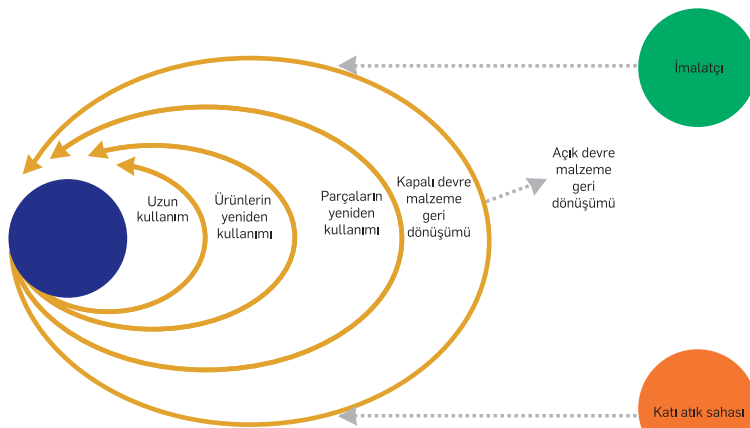 İmalatçı
Uzun
kullanım
Ürünlerin
yeniden
kullanımı
Parçaların
yeniden
kullanımı
Kapalı devre
malzeme
geri
dönüşümü
Açık devre
malzeme
geri
dönüşümü
Katı atık sahası